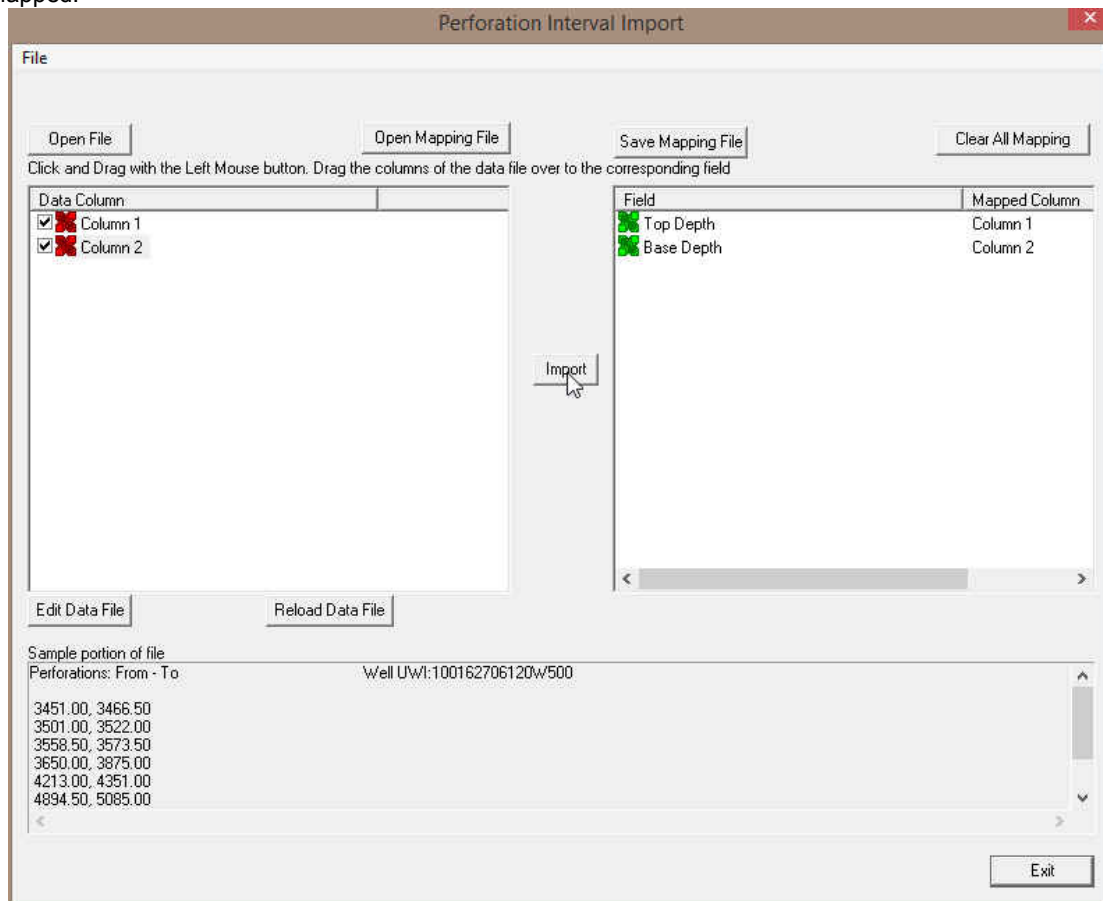 Perforation Interval Import
File
Open File Open Mapping File Save Mapping File Clear All Mapping
Click and Drag with the Left Mouse button. Drag the columns of the data file over to the corresponding field
Data Column Field Mapped Column
Column 1 Top Depth Column 1
Column 2 Base Depth Column 2
Import
Edit Data File Reload Data File
Sample portion of file
Perforations: From - To Well UWI:100162706120W500
3451.00, 3466.50
3501.00, 3522.00
3558.50, 3573.50
3650.00, 3875.00
4213.00, 4351.00
4894.50, 5085.00
Exit